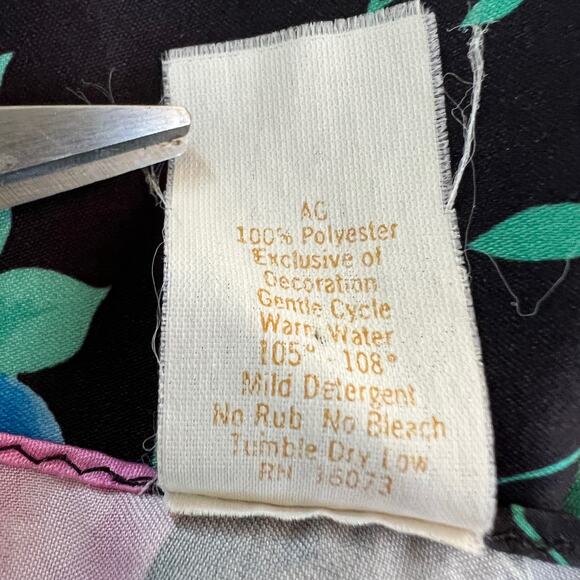 AG
100% Polyester
Exclusive of
Decoration
Gentle Cycle
Warm Water
105° - 108°
Mild Detergent
No Rub No Bleach
Tumble Dry Low
RN 16073